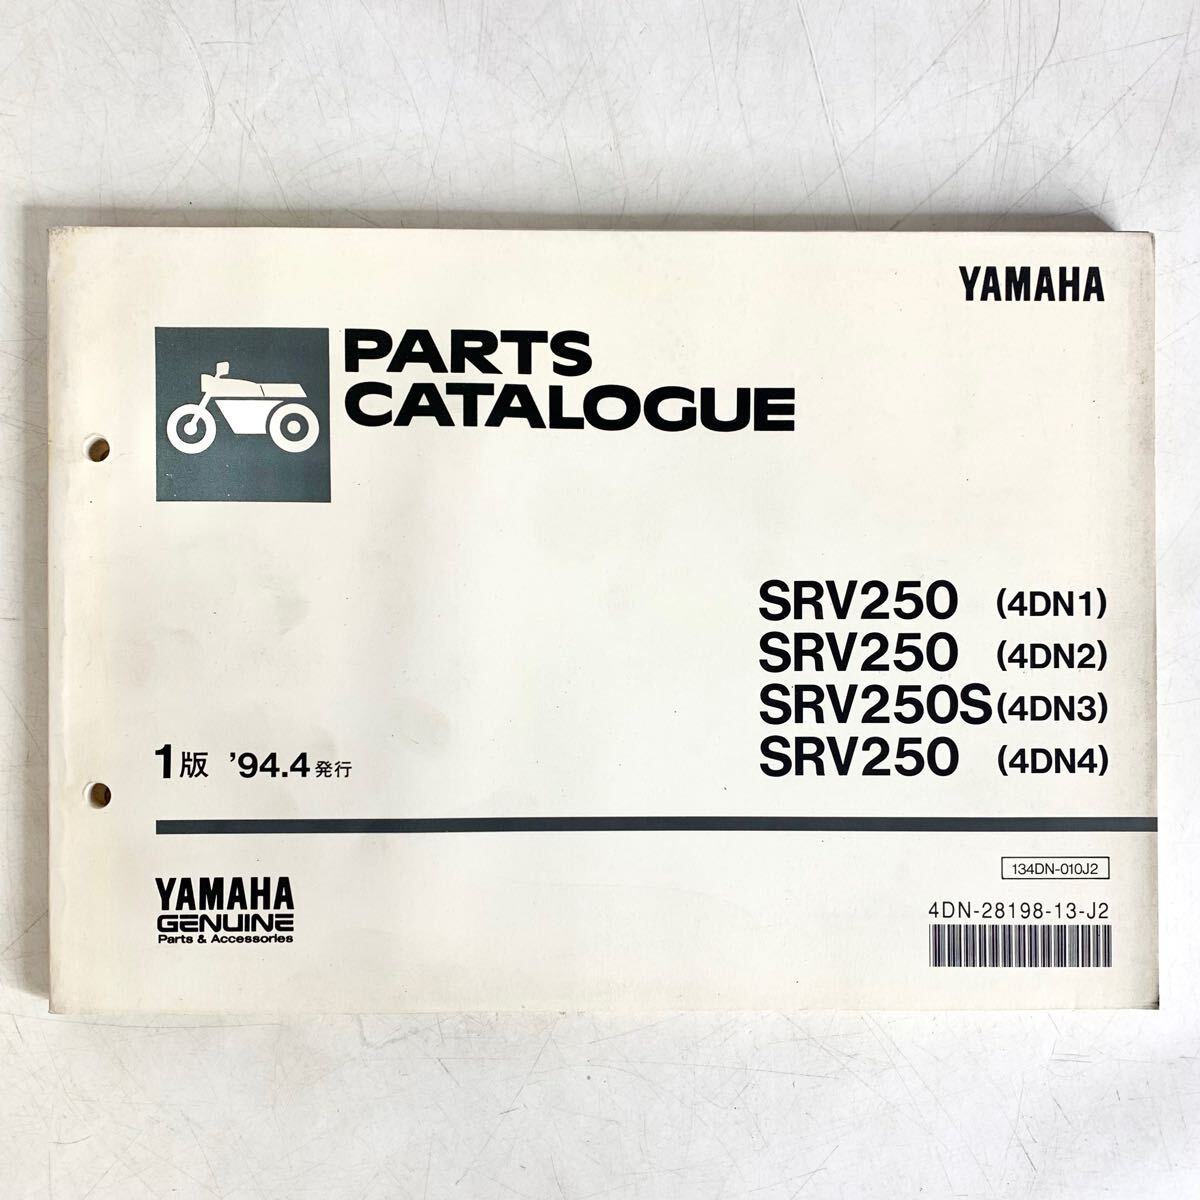 YAMAHA
PARTS
CATALOGUE
SRV250 (4DN1)
SRV250 (4DN2)
SRV250S (4DN3)
SRV250 (4DN4)
1版 '94.4発行
YAMAHA
GENUINE
Parts & Accessories
134DN-010J2
4DN-28198-13-J2